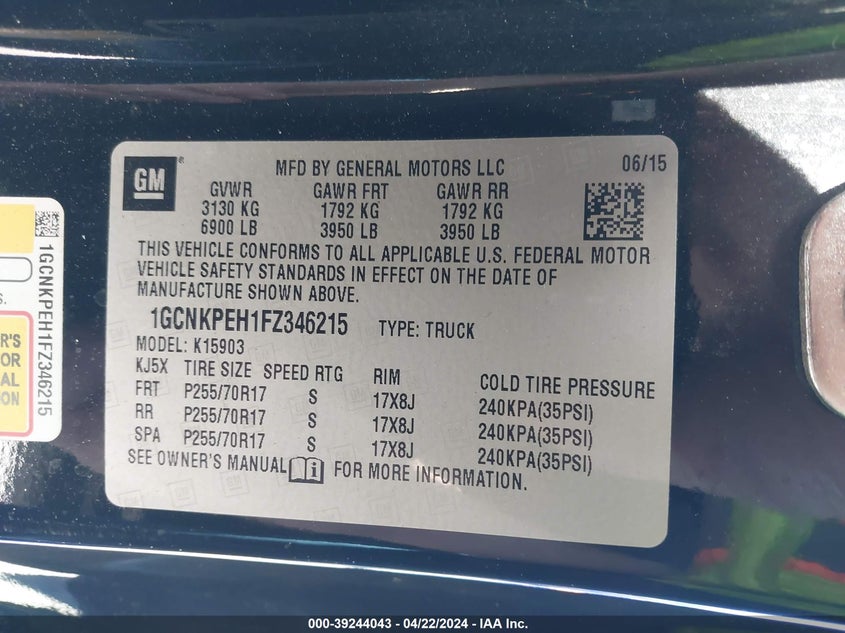 GM
MFD BY GENERAL MOTORS LLC 06/15
GVWR GAWR FRT GAWR RR
3130 KG 1792 KG 1792 KG
6900 LB 3950 LB 3950 LB
THIS VEHICLE CONFORMS TO ALL APPLICABLE U.S. FEDERAL MOTOR
VEHICLE SAFETY STANDARDS IN EFFECT ON THE DATE OF
MANUFACTURE SHOWN ABOVE.
1GCNKPEH1FZ346215 TYPE: TRUCK
MODEL: K15903
KJ5X TIRE SIZE SPEED RTG RIM COLD TIRE PRESSURE
FRT P255/70R17 S 17X8J 240KPA(35PSI)
RR P255/70R17 S 17X8J 240KPA(35PSI)
SPA P255/70R17 S 17X8J 240KPA(35PSI)
SEE OWNER'S MANUAL FOR MORE INFORMATION.
1GCNKPEH1FZ346215
000-39244043 - 04/22/2024 - IAA Inc.